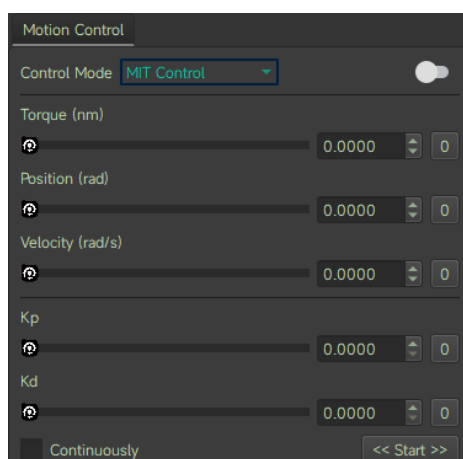 Motion Control
Control Mode MIT Control
Torque (nm)
0.0000 0
Position (rad)
0.0000 0
Velocity (rad/s)
0.0000 0
Kp
0.0000 0
Kd
0.0000 0
Continuously << Start >>